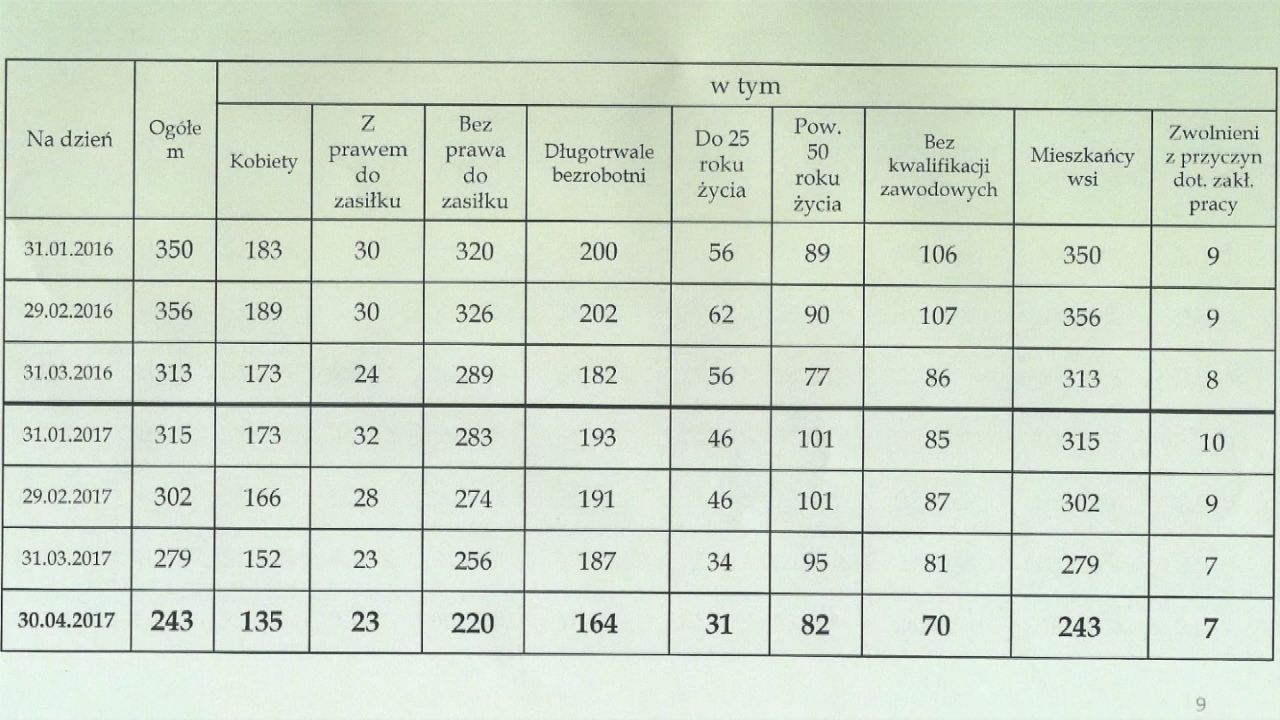 w tym
Na dzień
Ogółe
m
Kobiety
Z
prawem
do
zasiłku
Bez
prawa
do
zasiłku
Długotrwale
bezrobotni
Do 25
roku
życia
Pow.
50
roku
życia
Bez
kwalifikacji
zawodowych
Mieszkańcy
wsi
Zwolnieni
z przyczyn
dot. zakł.
pracy
31.01.2016 350 183 30 320 200 56 89 106 350 9
29.02.2016 356 189 30 326 202 62 90 107 356 9
31.03.2016 313 173 24 289 182 56 77 86 313 8
31.01.2017 315 173 32 283 193 46 101 85 315 10
29.02.2017 302 166 28 274 191 46 101 87 302 9
31.03.2017 279 152 23 256 187 34 95 81 279 7
30.04.2017 243 135 23 220 164 31 82 70 243 7
9